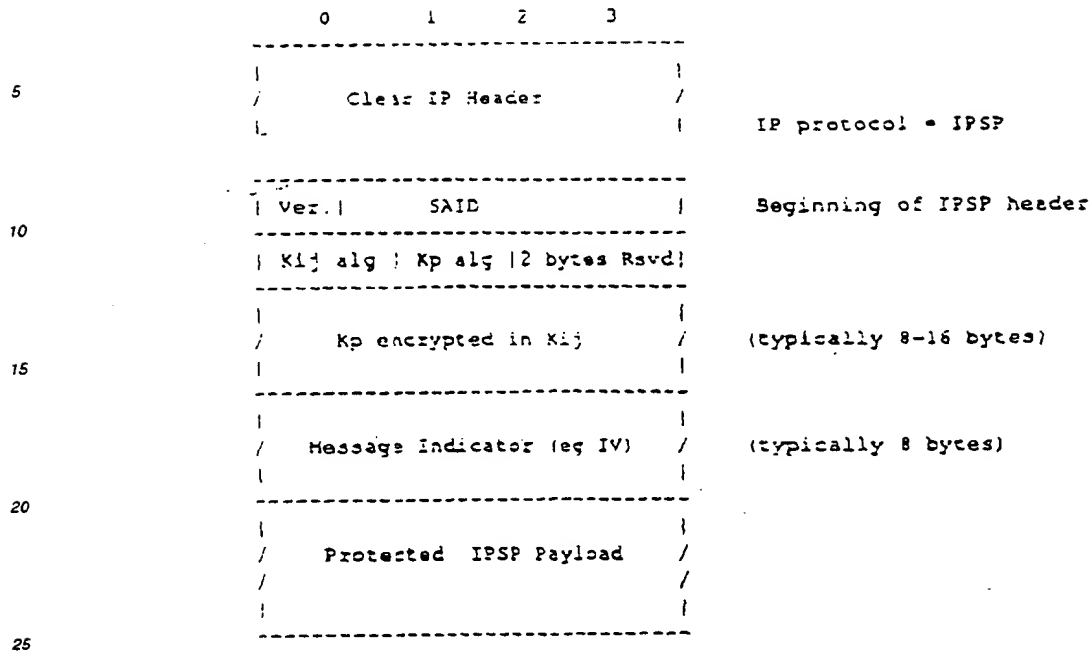 0 1 2 3
5
Clear IP Header
IP protocol = IPSP
Ver. SAID Beginning of IPSP header
10
Kij alg | Kp alg |2 bytes Rsvd|
Kp encrypted in Kij (typically 8-16 bytes)
15
Message Indicator (eg IV) (typically 8 bytes)
20
Protected IPSP Payload
25